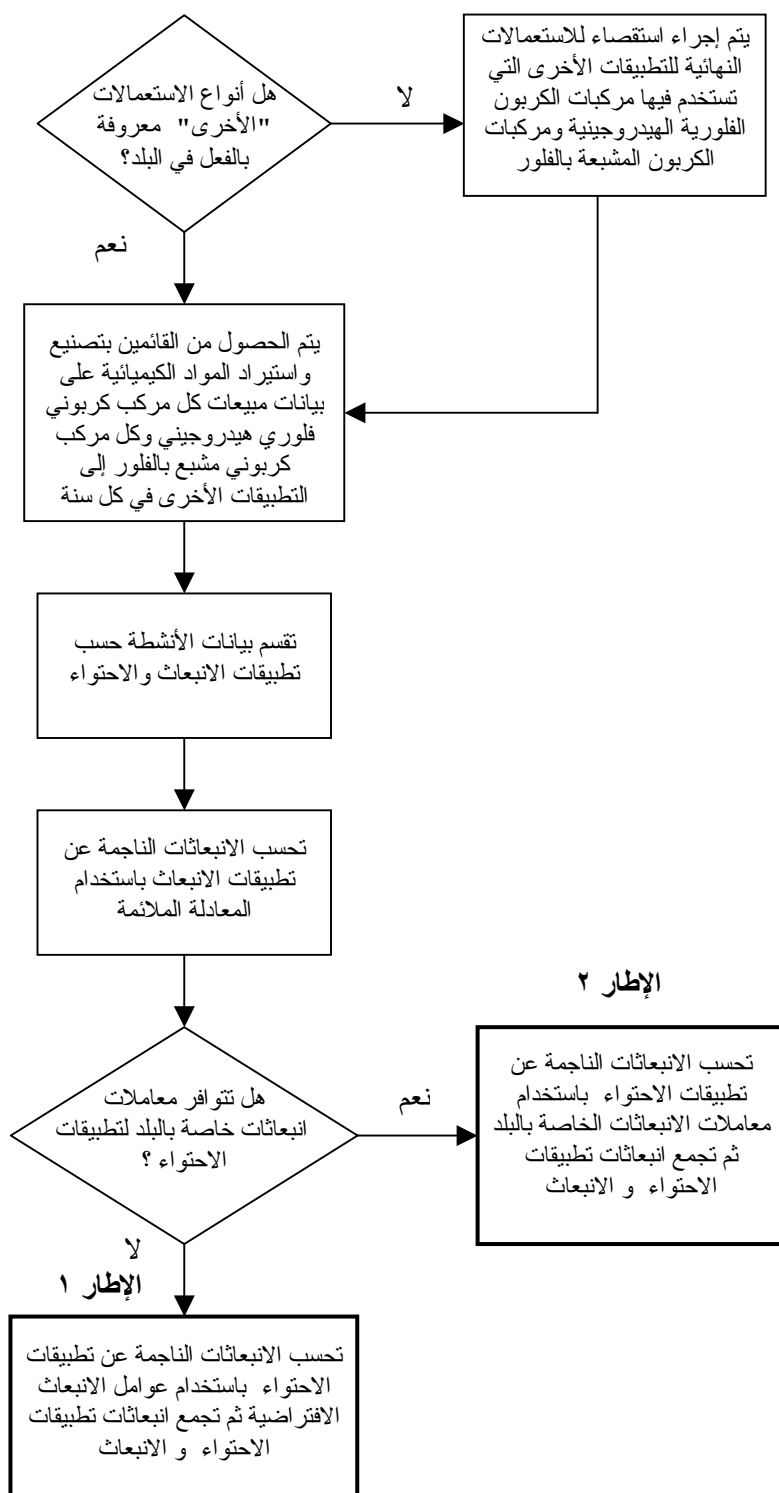 هل أنواع الاستعمالات
"الأخرى" معروفة
بالفعل في البلد؟
لا
يتم إجراء استقصاء للاستعمالات
النهائية للتطبيقات الأخرى التي
تستخدم فيها مركبات الكربون
الفلورية الهيدروجينية ومركبات
الكربون المشبعة بالفلور
نعم
يتم الحصول من القائمين بتصنيع
واستيراد المواد الكيميائية على
بيانات مبيعات كل مركب كربوني
فلوري هيدروجيني وكل مركب
كربوني مشبع بالفلور إلى
التطبيقات الأخرى في كل سنة
تقسم بيانات الأنشطة حسب
تطبيقات الانبعاث والاحتواء
تحسب الانبعاثات الناجمة عن
تطبيقات الانبعاث باستخدام
المعادلة الملائمة
هل تتوافر معاملات
انبعاثات خاصة بالبلد لتطبيقات
الاحتواء ؟
نعم
الإطار ٢
تحسب الانبعاثات الناجمة عن
تطبيقات الاحتواء باستخدام
معاملات الانبعاثات الخاصة بالبلد
ثم تجمع انبعاثات تطبيقات
الاحتواء و الانبعاث
لا
الإطار ١
تحسب الانبعاثات الناجمة عن تطبيقات
الاحتواء باستخدام عوامل الانبعاث
الافتراضية ثم تجمع انبعاثات تطبيقات
الاحتواء و الانبعاث